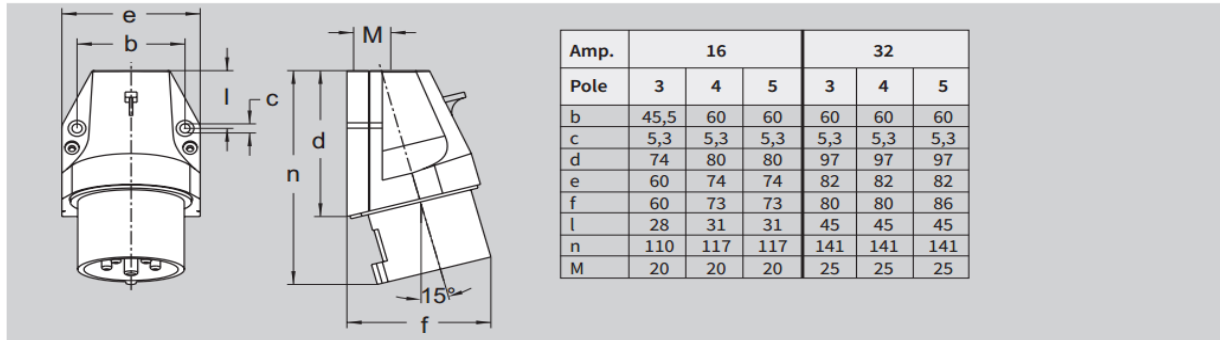 e
b
M
l
c
d
n
15°
f
Amp. 16 32
Pole 3 4 5 3 4 5
b 45,5 60 60 60 60 60
c 5,3 5,3 5,3 5,3 5,3 5,3
d 74 80 80 97 97 97
e 60 74 74 82 82 82
f 60 73 73 80 80 86
l 28 31 31 45 45 45
n 110 117 117 141 141 141
M 20 20 20 25 25 25